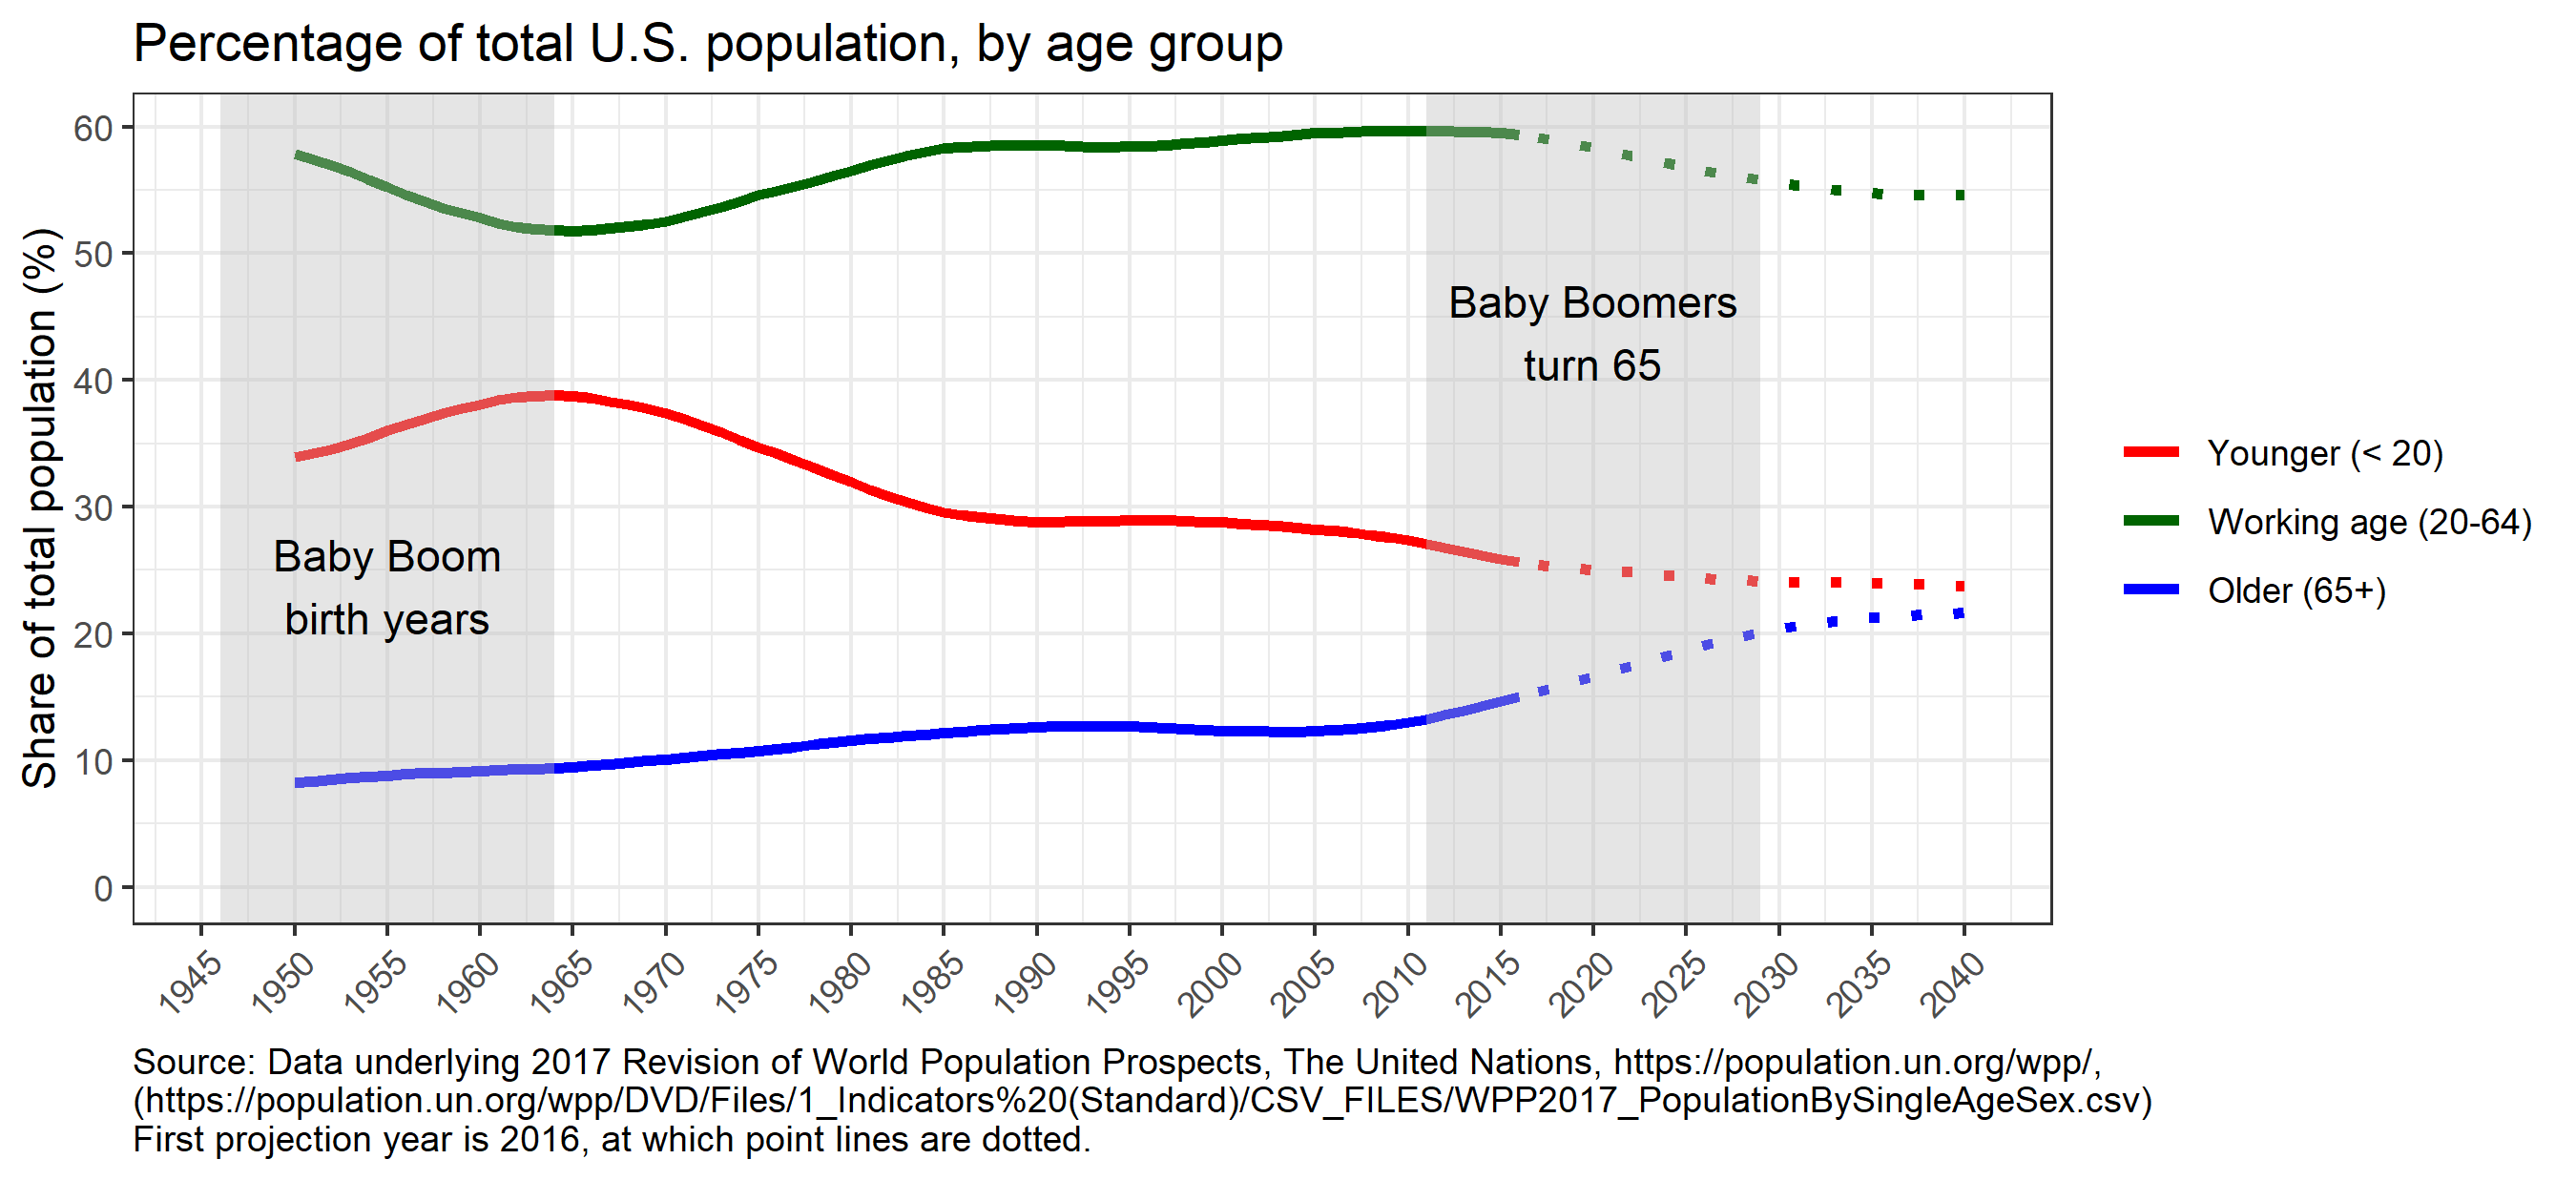 Percentage of total U.S. population, by age group
Share of total population (%)
60
50
40
30
20
10
0
Baby Boom
birth years
Baby Boomers
turn 65
Younger (< 20)
Working age (20-64)
Older (65+)
1945
1950
1955
1960
1965
1970
1975
1980
1985
1990
1995
2000
2005
2010
2015
2020
2025
2030
2035
2040
Source: Data underlying 2017 Revision of World Population Prospects, The United Nations, https://population.un.org/wpp/,
(https://population.un.org/wpp/DVD/Files/1_Indicators%20(Standard)/CSV_FILES/WPP2017_PopulationBySingleAgeSex.csv)
First projection year is 2016, at which point lines are dotted.